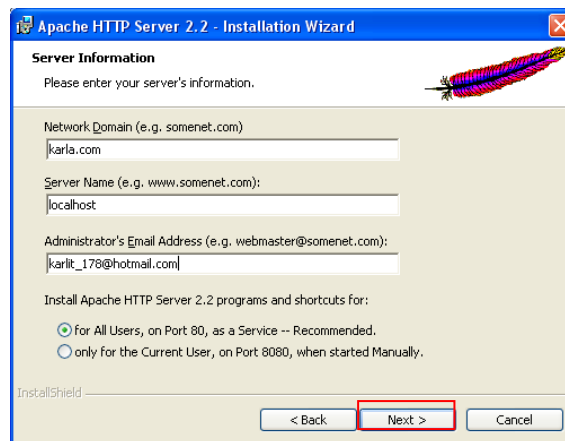 Apache HTTP Server 2.2 - Installation Wizard
Server Information
Please enter your server's information.
Network Domain (e.g. somenet.com)
karla.com
Server Name (e.g. www.somenet.com):
localhost
Administrator's Email Address (e.g. webmaster@somenet.com):
karlit_178@hotmail.com
Install Apache HTTP Server 2.2 programs and shortcuts for:
for All Users, on Port 80, as a Service -- Recommended.
only for the Current User, on Port 8080, when started Manually.
InstallShield
< Back Next > Cancel